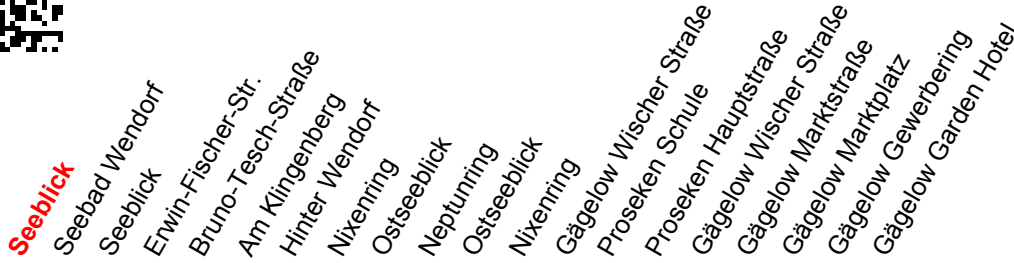 Seeblick
Seebad Wendorf
Seeblick
Erwin-Fischer-Str.
Bruno-Tesch-Straße
Am Klingenberg
Hinter Wendorf
Nixenring
Ostseeblick
Neptunring
Ostseeblick
Nixenring
Gägelow Wischer Straße
Proseken Schule
Proseken Hauptstraße
Gägelow Wischer Straße
Gägelow Marktstraße
Gägelow Marktplatz
Gägelow Gewerbering
Gägelow Garden Hotel